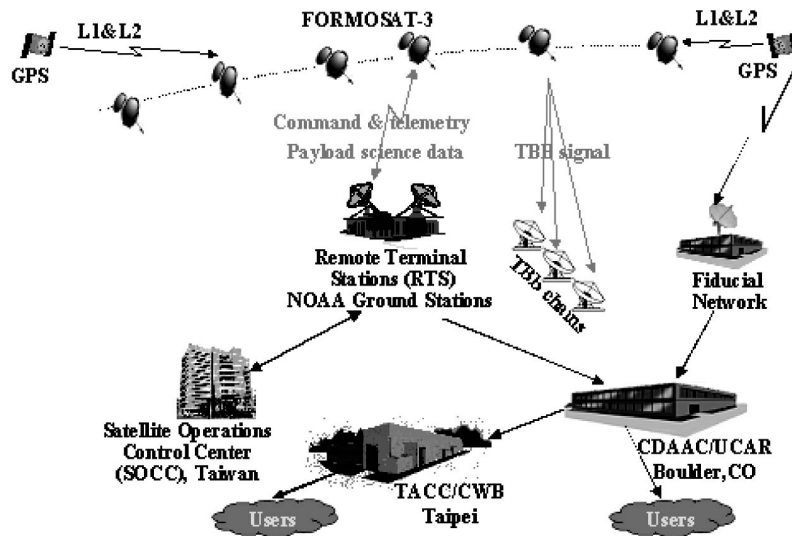 FORMOSAT-3
L1&L2
L1&L2
GPS
GPS
Command & telemetry
Payload science data
TBB signal
Remote Terminal
Stations (RTS)
NOAA Ground Stations
TBb chains
Fiducial
Network
Satellite Operations
Control Center
(SOCC), Taiwan
CDAAC/UCAR
Boulder,CO
TACC/CWB
Taipei
Users
Users